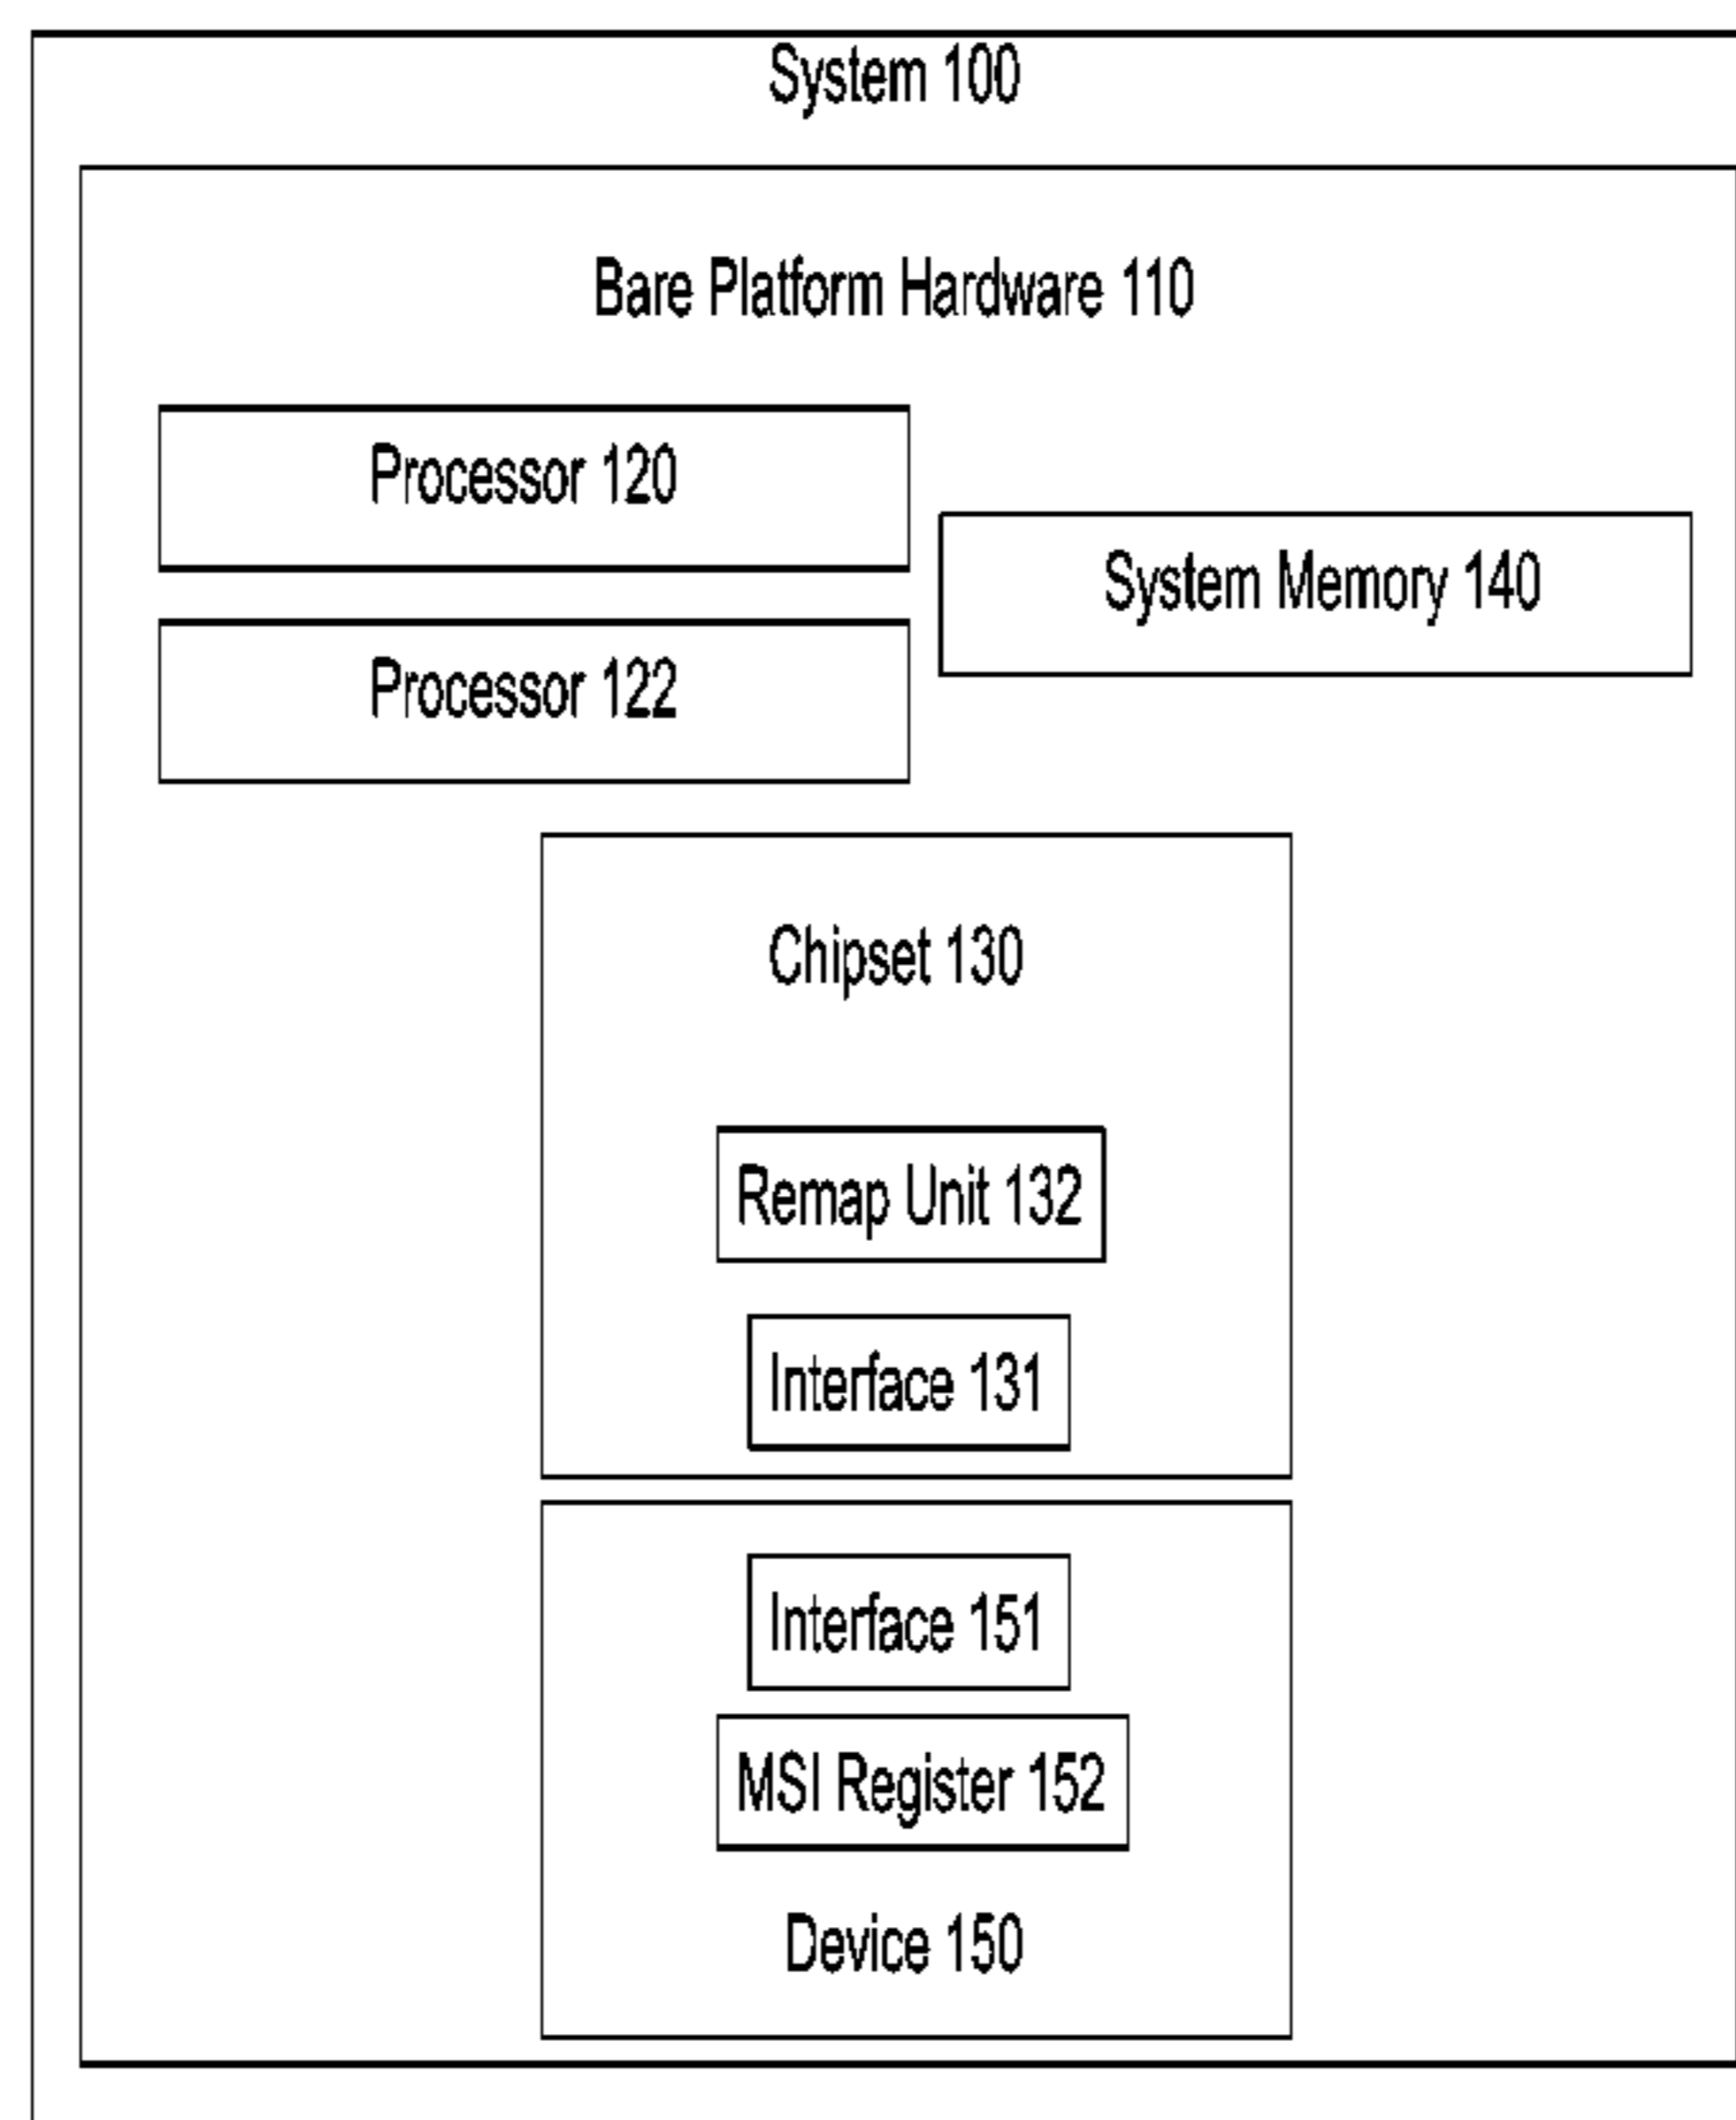 System 100
Bare Platform Hardware 110
Processor 120
System Memory 140
Processor 122
Chipset 130
Remap Unit 132
Interface 131
Interface 151
MSI Register 152
Device 150